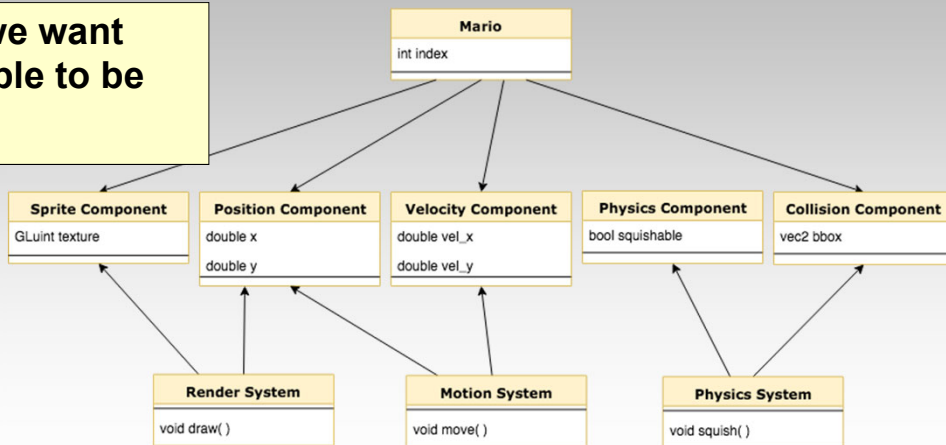 ve want
ble to be
Mario
int index
Sprite Component
GLuint texture
Position Component
double x
double y
Velocity Component
double vel_x
double vel_y
Physics Component
bool squishable
Collision Component
vec2 bbox
Render System
void draw( )
Motion System
void move( )
Physics System
void squish( )